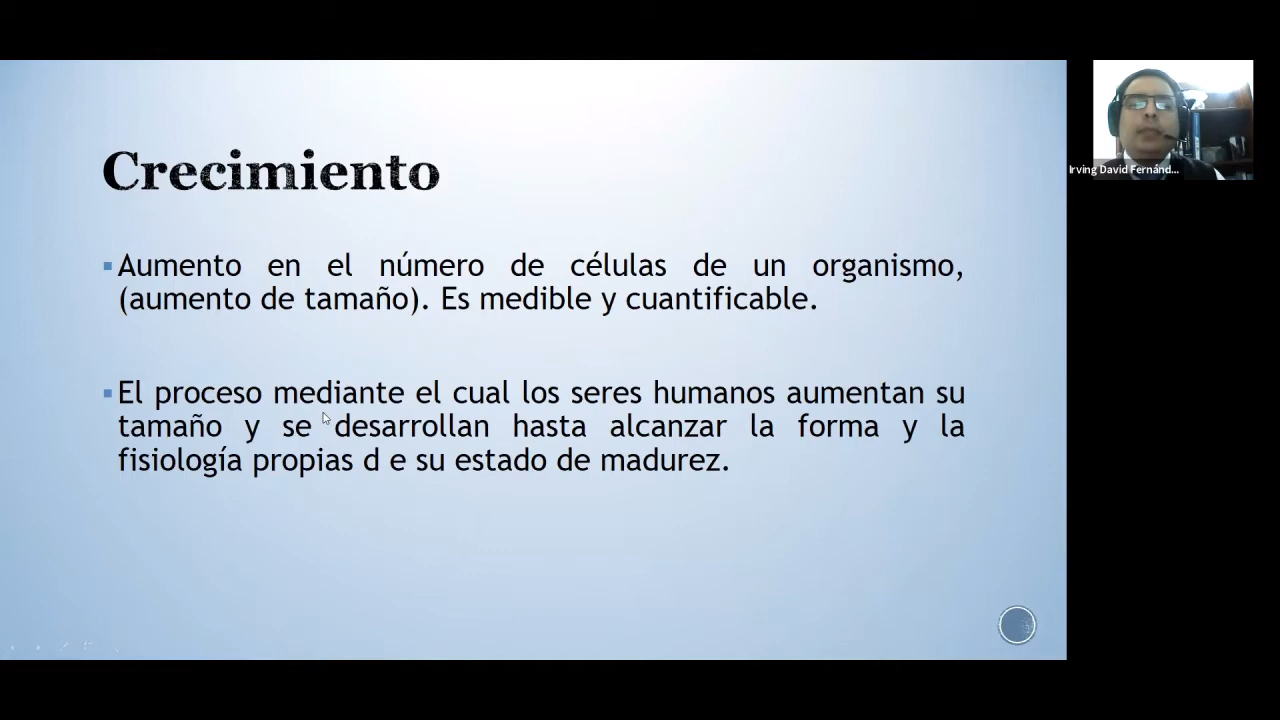 Crecimiento
Aumento en el número de células de un organismo,
(aumento de tamaño). Es medible y cuantificable.
El proceso mediante el cual los seres humanos aumentan su
tamaño y se desarrollan hasta alcanzar la forma y la
fisiología propias d e su estado de madurez.
Irving David Fernánd...